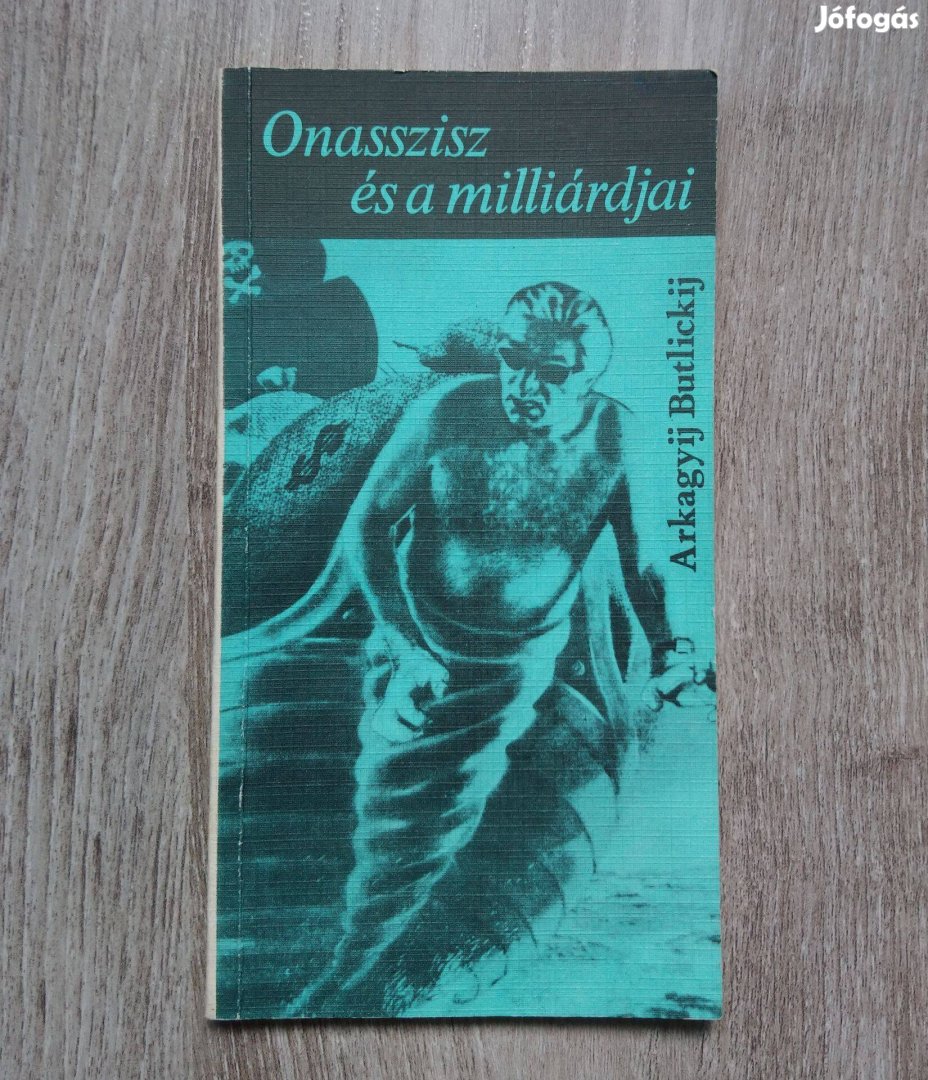 Jófogás
Onasszisz
és a milliárdjai
Arkagyij Butlickij
$